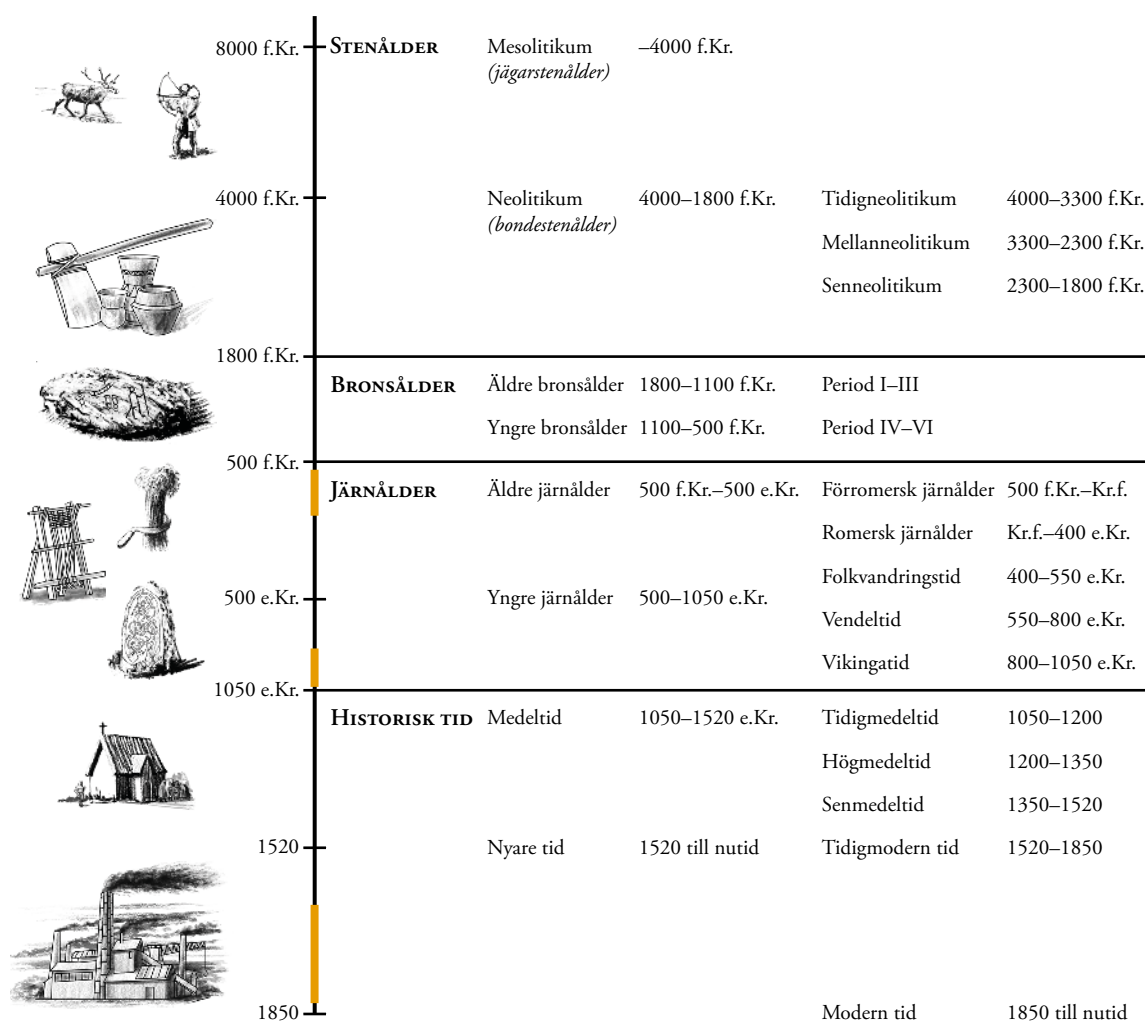 8000 f.Kr. STENÅLDER Mesolitikum –4000 f.Kr.
(jägarstenålder)
4000 f.Kr. Neolitikum 4000–1800 f.Kr. Tidigneolitikum 4000–3300 f.Kr.
(bondestenålder)
Mellanneolitikum 3300–2300 f.Kr.
Senneolitikum 2300–1800 f.Kr.
1800 f.Kr.
BRONSÅLDER Äldre bronsålder 1800–1100 f.Kr. Period I–III
Yngre bronsålder 1100–500 f.Kr. Period IV–VI
500 f.Kr.
JÄRNÅLDER Äldre järnålder 500 f.Kr.–500 e.Kr. Förromersk järnålder 500 f.Kr.–Kr.f.
Romersk järnålder Kr.f.–400 e.Kr.
Folkvandringstid 400–550 e.Kr.
500 e.Kr. Yngre järnålder 500–1050 e.Kr.
Vendeltid 550–800 e.Kr.
Vikingatid 800–1050 e.Kr.
1050 e.Kr.
HISTORISK TID Medeltid 1050–1520 e.Kr. Tidigmedeltid 1050–1200
Högmedeltid 1200–1350
Senmedeltid 1350–1520
1520 Nyare tid 1520 till nutid Tidigmodern tid 1520–1850
1850 Modern tid 1850 till nutid